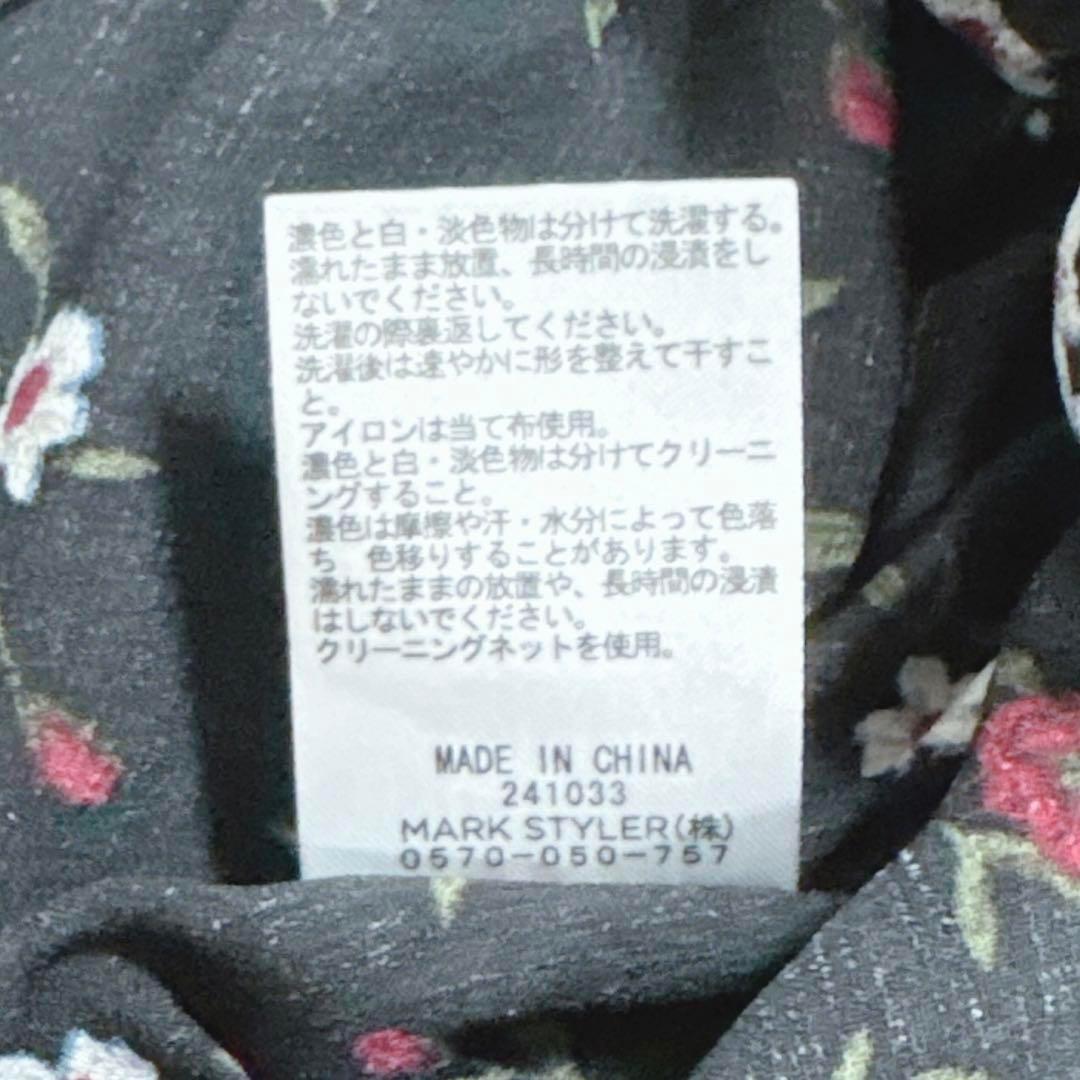 濃色と白・淡色物は分けて洗濯する。
濡れたまま放置、長時間の浸漬をし
ないでください。
洗濯の際裏返してください。
洗濯後は速やかに形を整えて干すこ
と。
アイロンは当て布使用。
濃色と白・淡色物は分けてクリーニ
ングすること。
濃色は摩擦や汗・水分によって色落
ち 色移りすることがあります。
濡れたままの放置や、長時間の浸漬
はしないでください。
クリーニングネットを使用。
MADE IN CHINA
241033
MARK STYLER(株)
0570-050-757